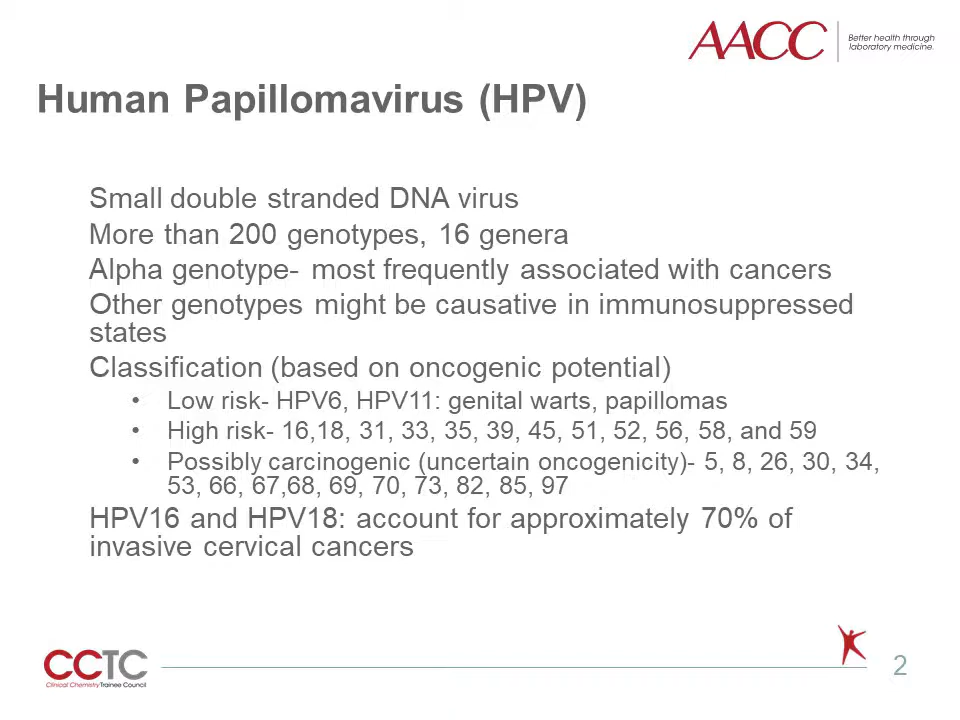 AACC
Better health through
laboratory medicine.
Human Papillomavirus (HPV)
Small double stranded DNA virus
More than 200 genotypes, 16 genera
Alpha genotype- most frequently associated with cancers
Other genotypes might be causative in immunosuppressed
states
Classification (based on oncogenic potential)
• Low risk- HPV6, HPV11: genital warts, papillomas
• High risk- 16,18, 31, 33, 35, 39, 45, 51, 52, 56, 58, and 59
• Possibly carcinogenic (uncertain oncogenicity)- 5, 8, 26, 30, 34,
53, 66, 67,68, 69, 70, 73, 82, 85, 97
HPV16 and HPV18: account for approximately 70% of
invasive cervical cancers
CCTC
Clinical Chemistry Trainee Council
2